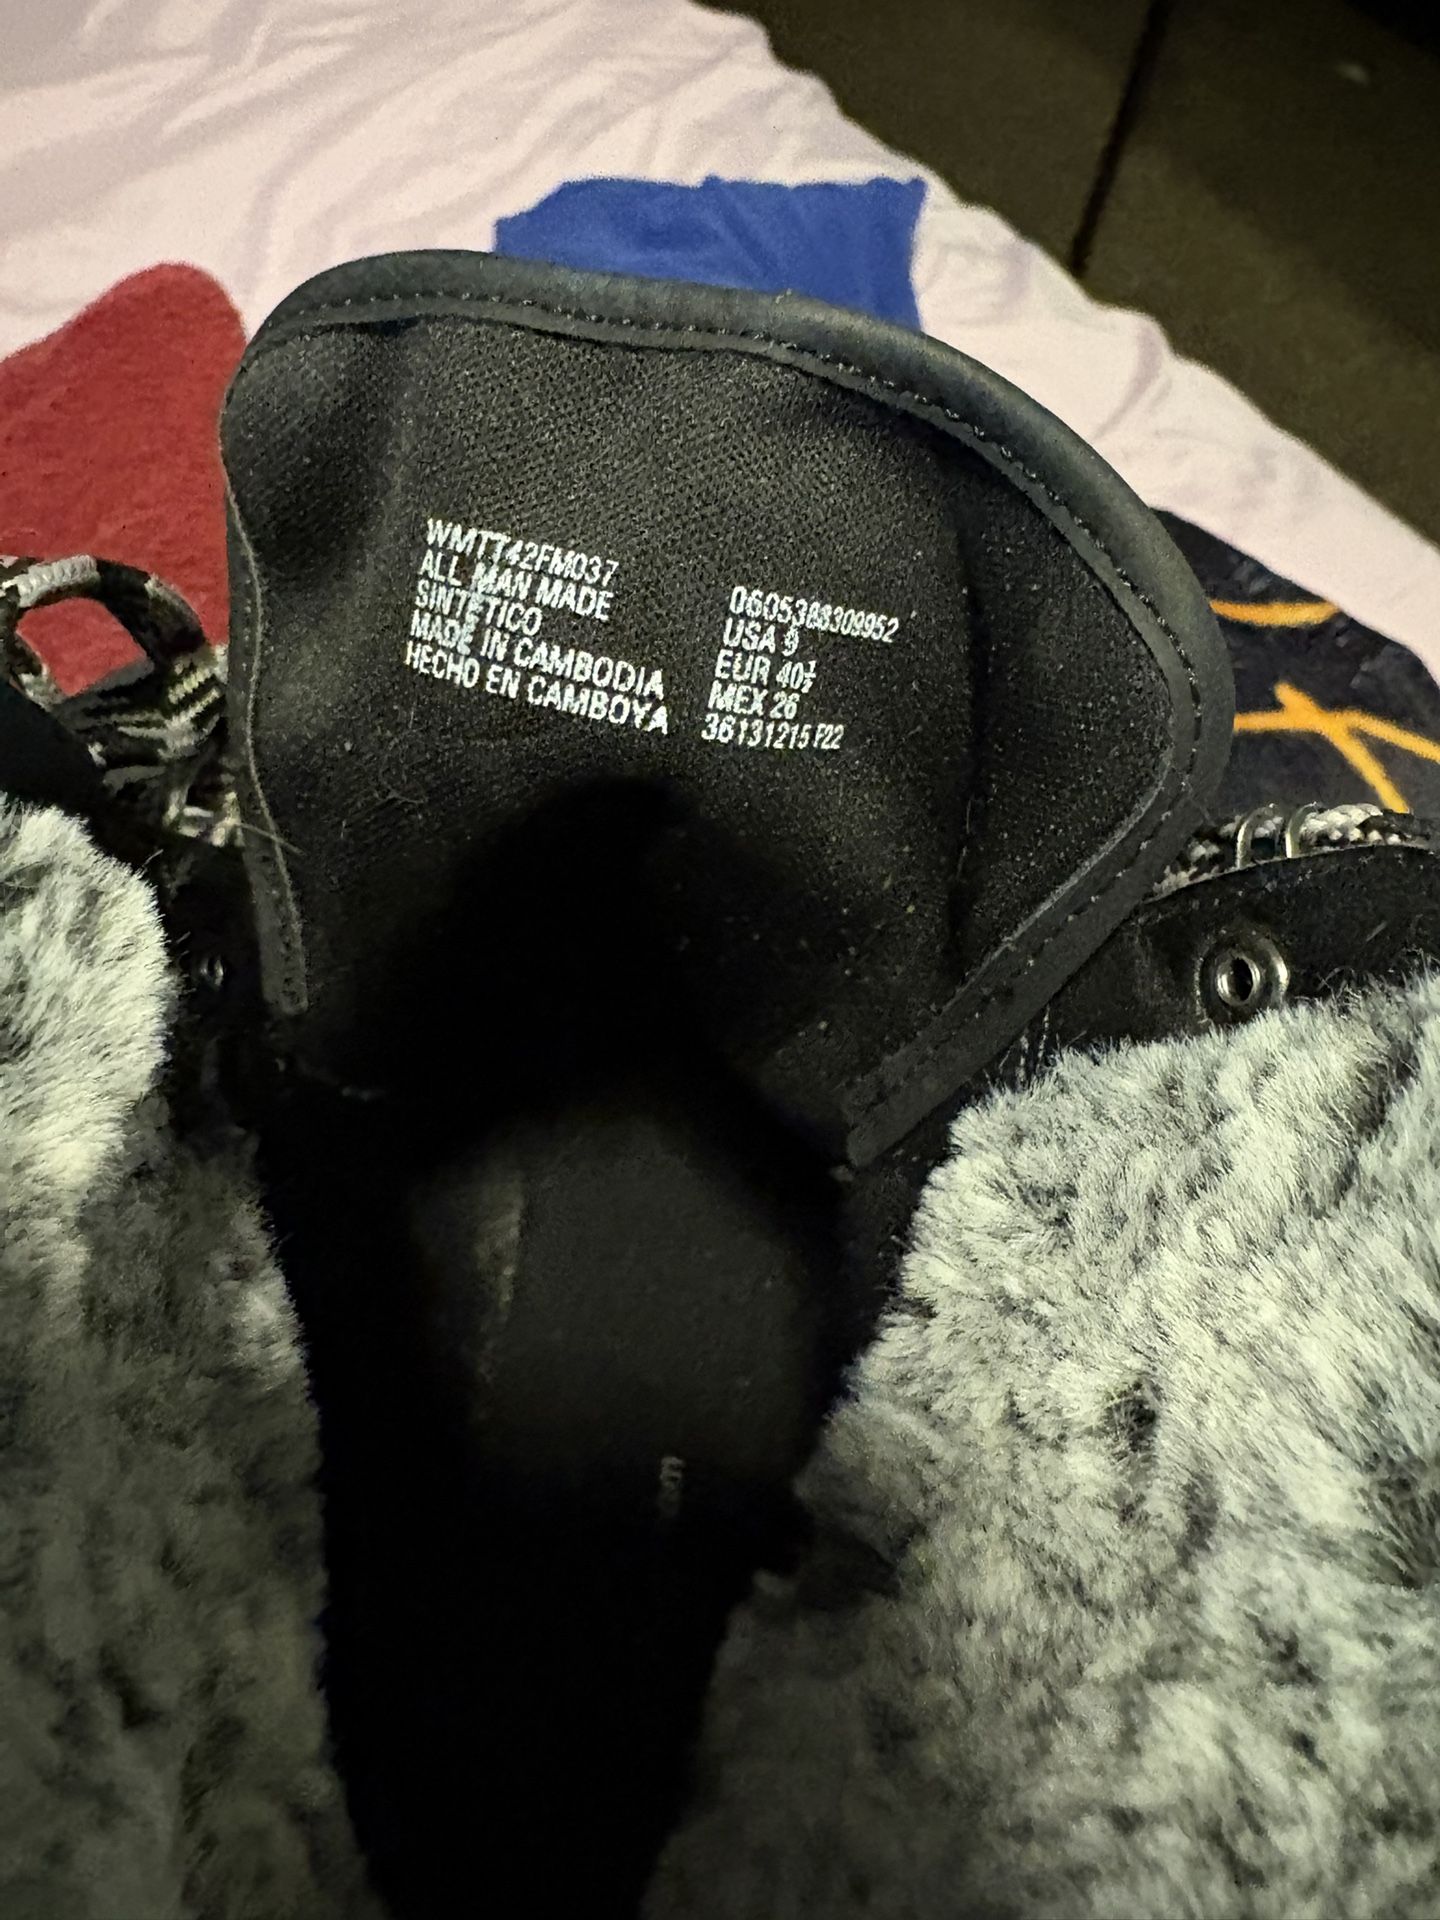 WMTT42FM037
ALL MAN MADE
SINTETICO
MADE IN CAMBODIA
HECHO EN CAMBOYA
0605388309952
USA 9
EUR 40½
MEX 26
36131215 F22